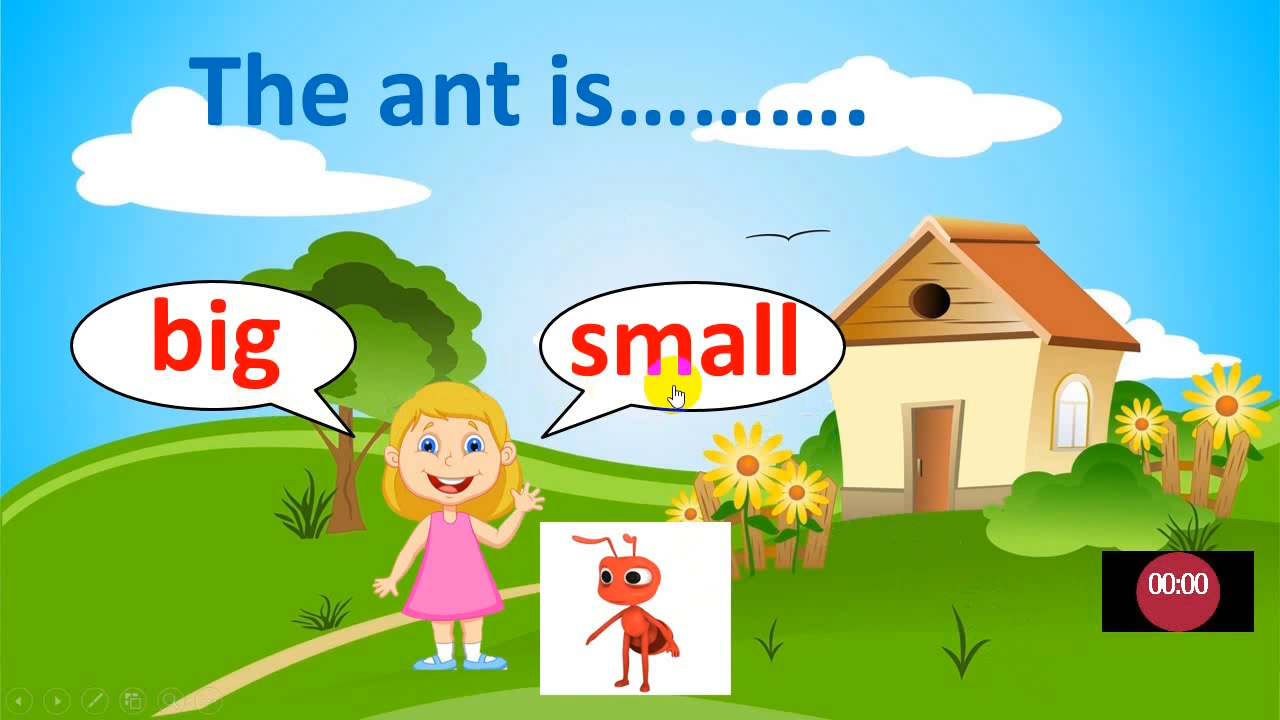 The ant is..........
big
small
00:00